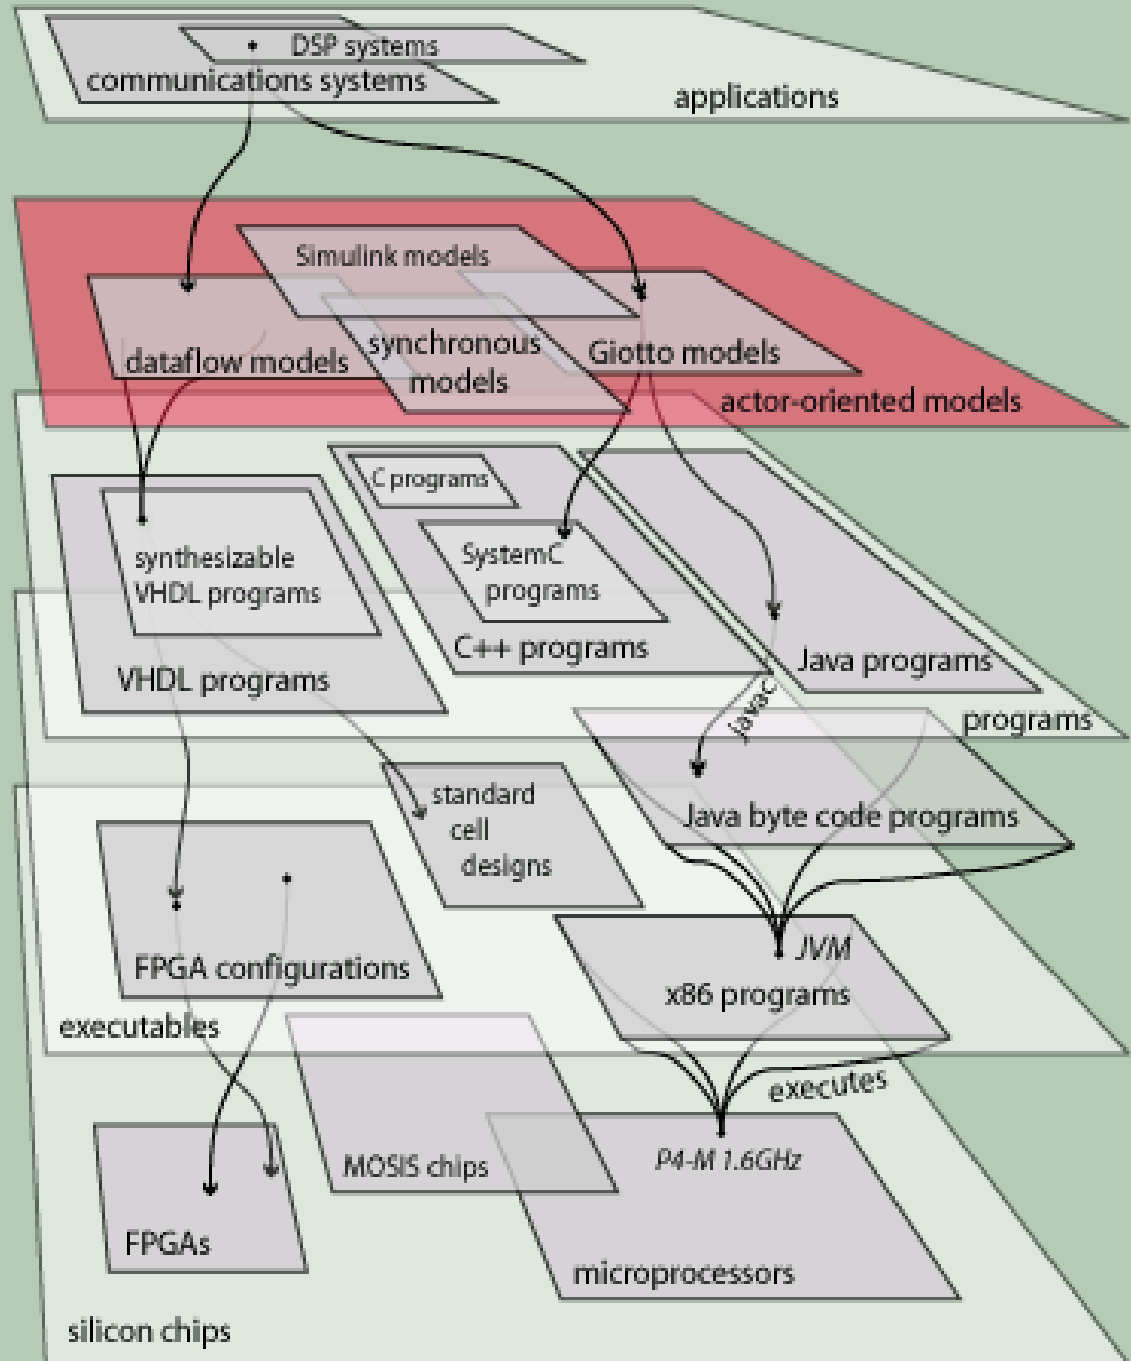 DSP systems
communications systems
applications
Simulink models
dataflow models
synchronous
models
Giotto models
actor-oriented models
C programs
synthesizable
VHDL programs
SystemC
programs
C++ programs
Java programs
VHDL programs
javac
programs
standard
cell
designs
Java byte code programs
JVM
FPGA configurations
x86 programs
executables
executes
MOSIS chips
P4-M 1.6GHz
FPGAs
microprocessors
silicon chips